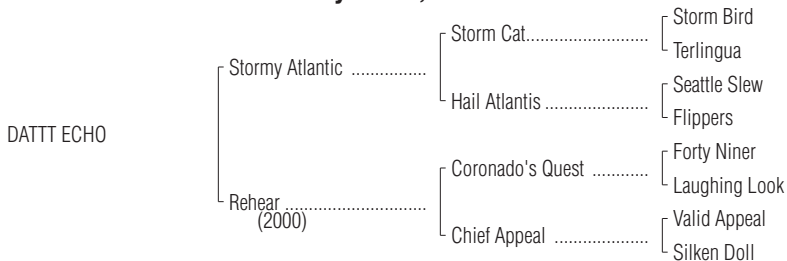 Storm Bird
Storm Cat..............................
Terlingua
Stormy Atlantic ................
Seattle Slew
Hail Atlantis ......................
Flippers
DATTT ECHO
Forty Niner
Coronado's Quest ............
Laughing Look
Rehear ..............................
(2000)
Valid Appeal
Chief Appeal ....................
Silken Doll